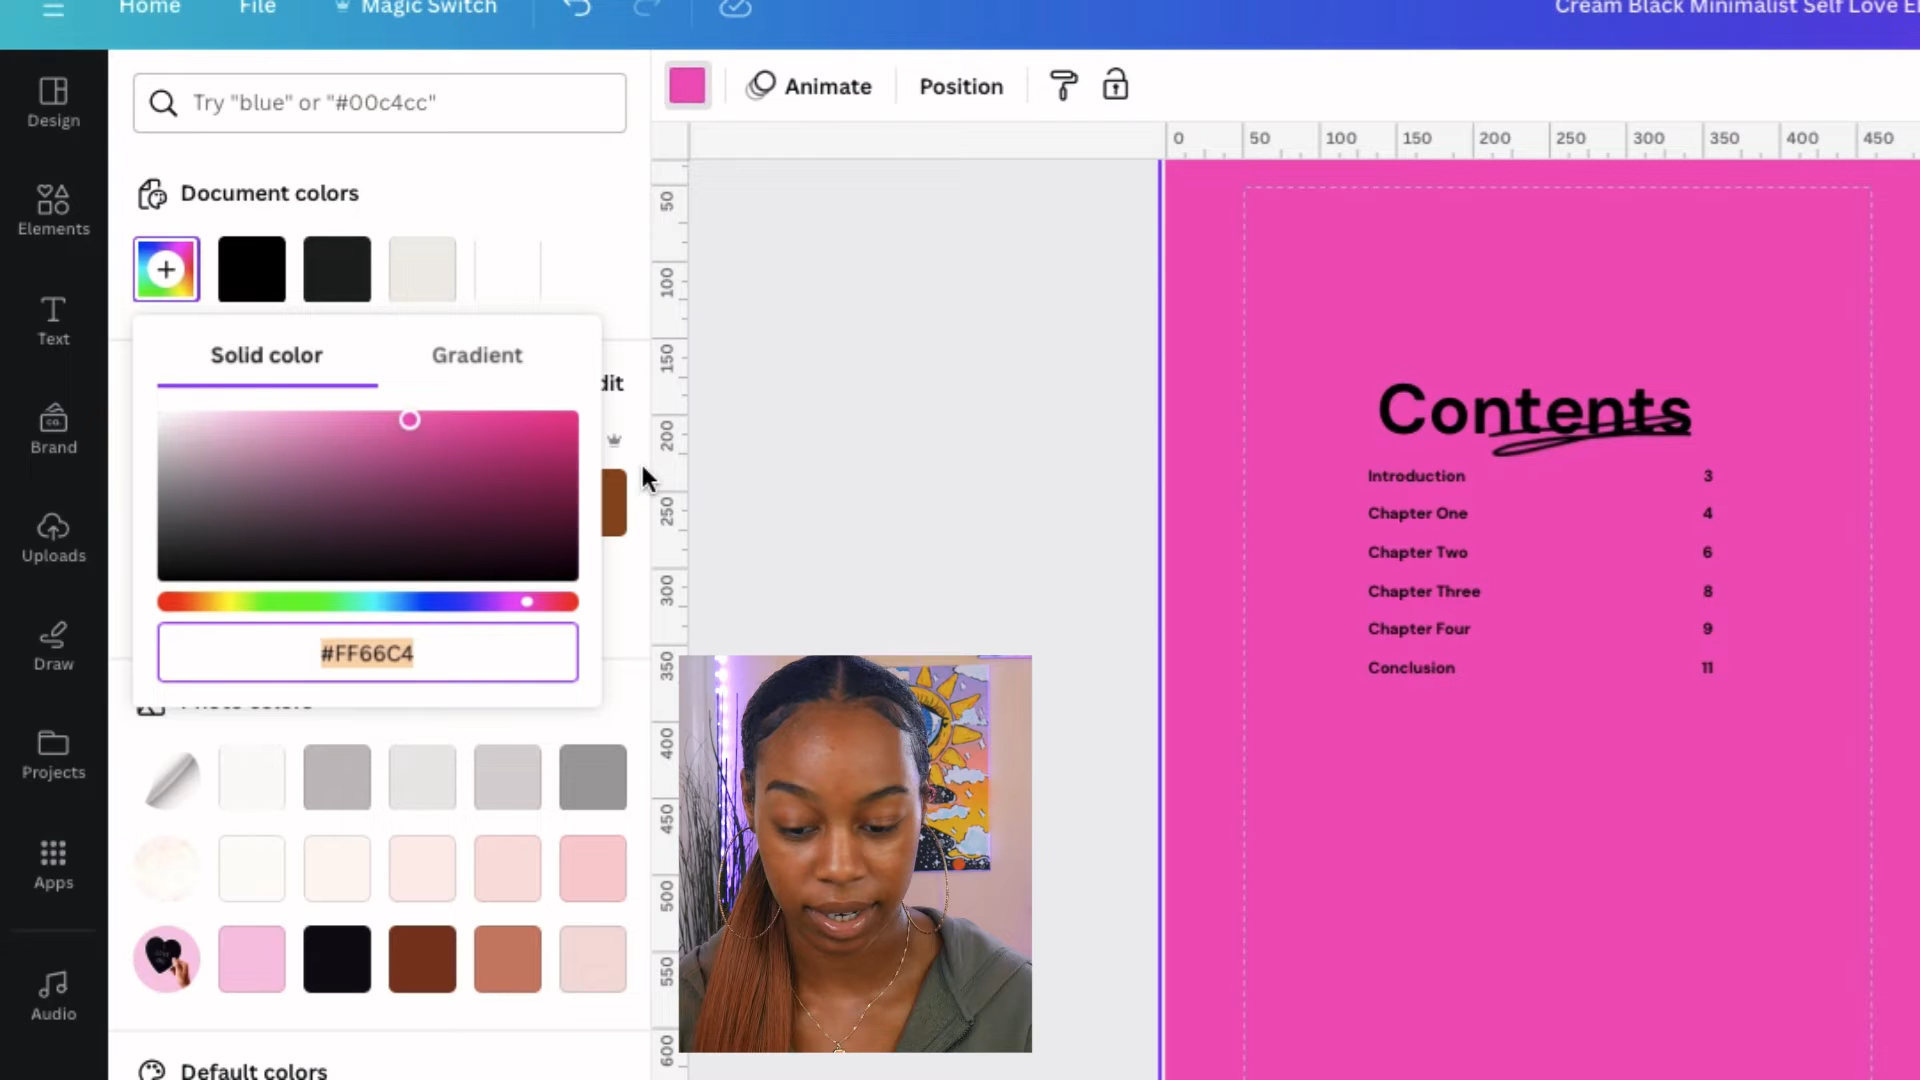 Home File Magic Switch
Cream Black Minimalist Self Love
Design
Elements
Text
Brand
Uploads
Draw
Projects
Apps
Audio
Try "blue" or "#00c4cc"
Document colors
Solid color Gradient
#FF66C4
Default colors
Animate Position
0 50 100 150 200 250 300 350 400 450
50
100
150
200
250
300
350
400
450
500
550
600
Contents
Introduction 3
Chapter One 4
Chapter Two 6
Chapter Three 8
Chapter Four 9
Conclusion 11